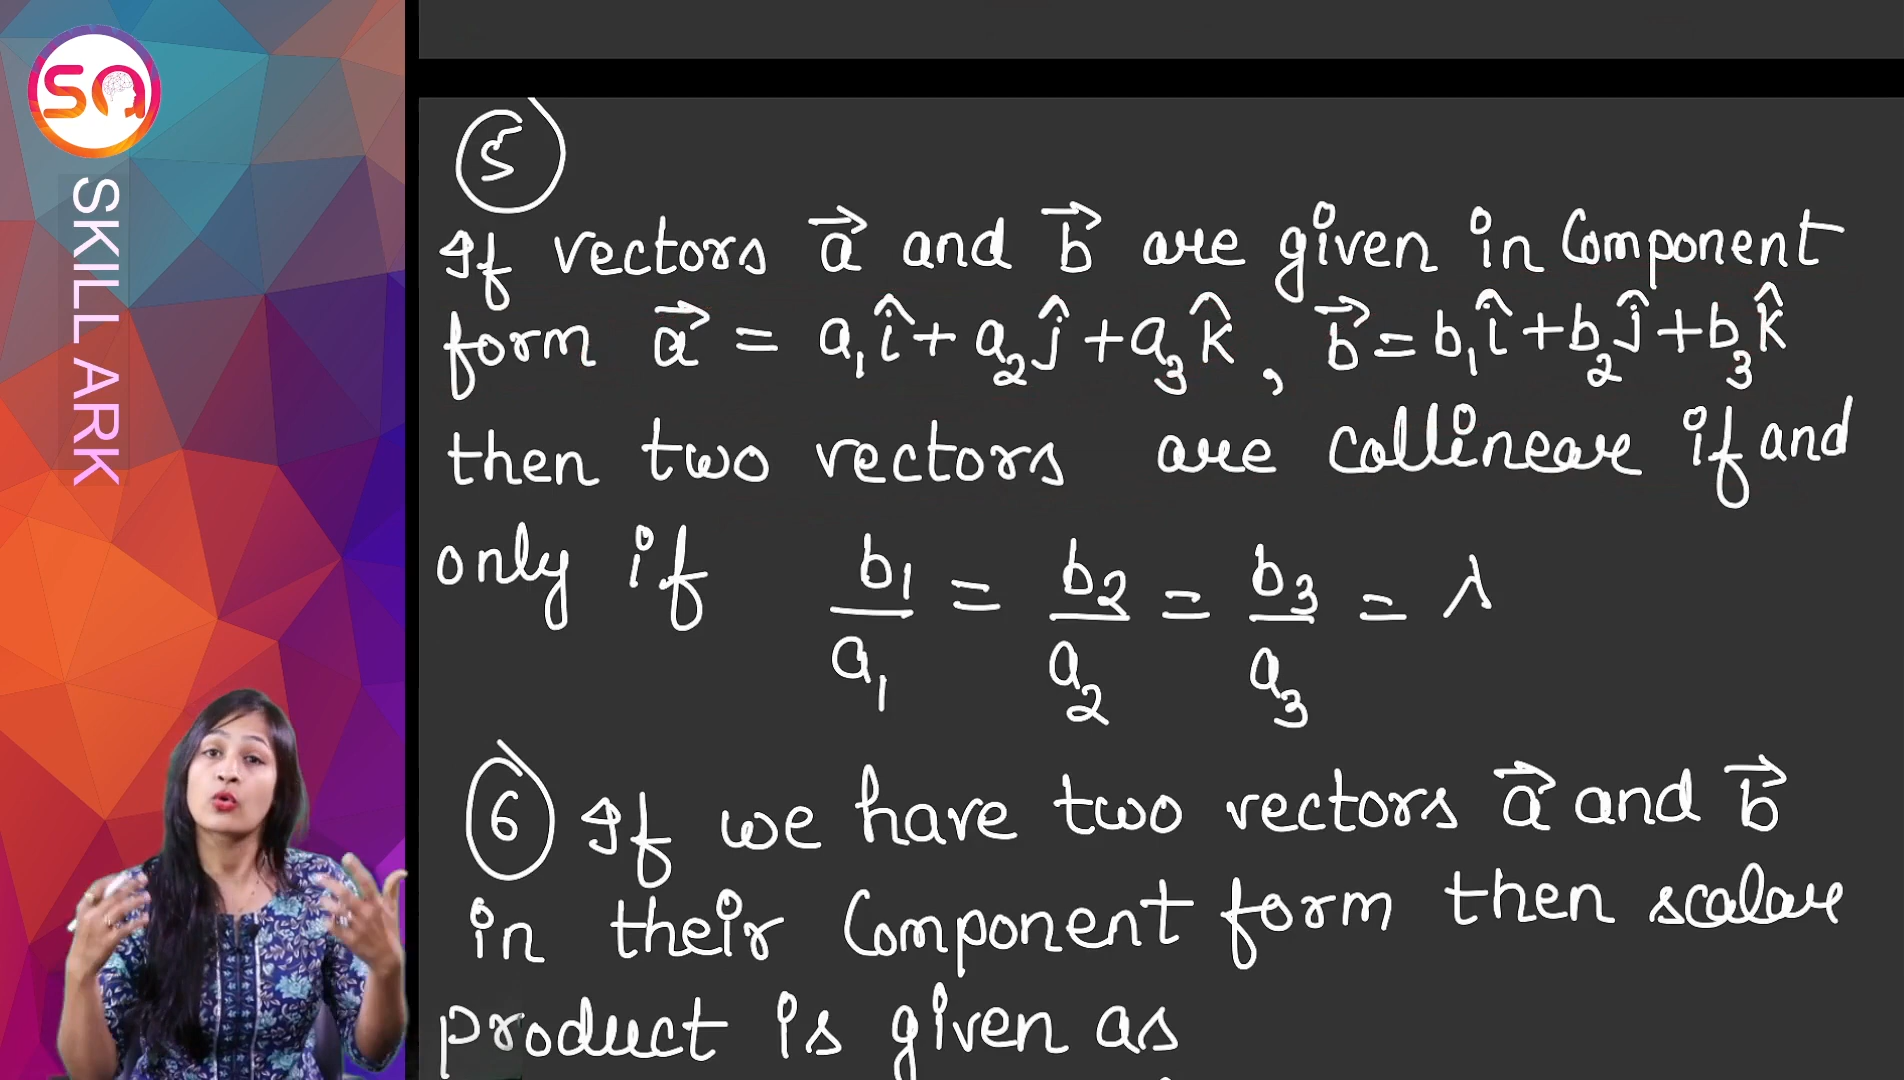 SA
SKILL ARK
5
If vectors a⃗ and b⃗ are given in Component
form a⃗ = a₁î + a₂ĵ + a₃k̂ , b⃗ = b₁î + b₂ĵ + b₃k̂
then two vectors are collinear if and
only if b₁/a₁ = b₂/a₂ = b₃/a₃ = λ
6 If we have two vectors a⃗ and b⃗
in their Component form then scalar
product is given as